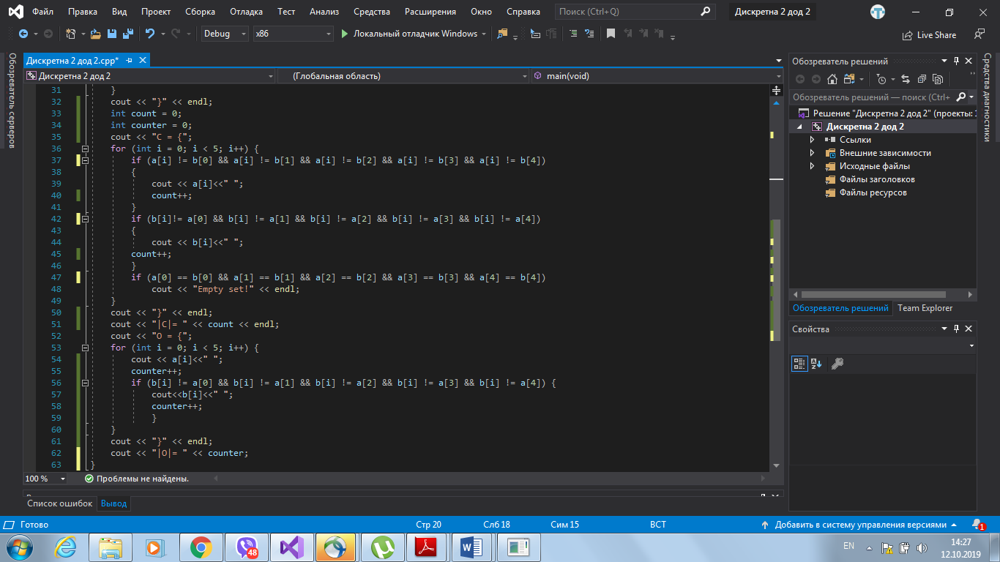 Файл Правка Вид Проект Сборка Отладка Тест Анализ Средства Расширения Окно Справка Поиск (Ctrl+Q) Дискретна 2 дод 2
Debug x86 Локальный отладчик Windows Live Share
Обозреватель серверов
Дискретна 2 дод 2.cpp*
Дискретна 2 дод 2 (Глобальная область) main(void)
31 }
32 cout << "}" << endl;
33 int count = 0;
34 int counter = 0;
35 cout << "C = {";
36 for (int i = 0; i < 5; i++) {
37 if (a[i] != b[0] && a[i] != b[1] && a[i] != b[2] && a[i] != b[3] && a[i] != b[4])
38 {
39 cout << a[i]<<" ";
40 count++;
41 }
42 if (b[i]!= a[0] && b[i] != a[1] && b[i] != a[2] && b[i] != a[3] && b[i] != a[4])
43 {
44 cout << b[i]<<" ";
45 count++;
46 }
47 if (a[0] == b[0] && a[1] == b[1] && a[2] == b[2] && a[3] == b[3] && a[4] == b[4])
48 cout << "Empty set!" << endl;
49 }
50 cout << "}" << endl;
51 cout << "|C|= " << count << endl;
52 cout << "O = {";
53 for (int i = 0; i < 5; i++) {
54 cout << a[i]<<" ";
55 counter++;
56 if (b[i] != a[0] && b[i] != a[1] && b[i] != a[2] && b[i] != a[3] && b[i] != a[4]) {
57 cout<<b[i]<<" ";
58 counter++;
59 }
60 }
61 cout << "}" << endl;
62 cout << "|O|= " << counter;
63 }
100 % Проблемы не найдены.
Список ошибок Вывод
Обозреватель решений
Обозреватель решений — поиск (Ctrl+
Решение "Дискретна 2 дод 2" (проекты: 1
Дискретна 2 дод 2
Ссылки
Внешние зависимости
Исходные файлы
Файлы заголовков
Файлы ресурсов
Обозреватель решений Team Explorer
Свойства
Средства диагностики
Готово Стр 20 Слб 18 Сим 15 ВСТ Добавить в систему управления версиями 1
48 EN 14:27
12.10.2019